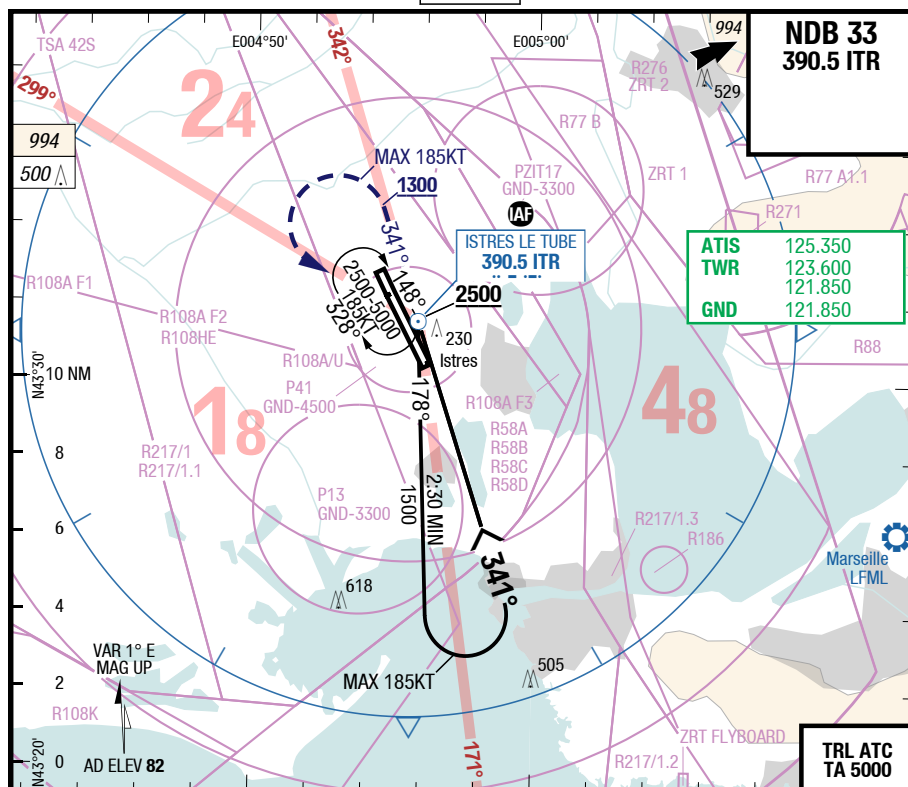 NDB 33
390.5 ITR
994
529
TSA 42S
E004°50'
342°
E005°00'
R276
ZRT 2
299°
24
R77 B
994
500
MAX 185KT
1300
PZIT17
GND-3300
ZRT 1
R77 A1.1
IAF
R271
341°
ISTRES LE TUBE
390.5 ITR
ATIS 125.350
TWR 123.600
121.850
GND 121.850
2500
148°
2500-5000
185KT
328°
R108A F1
R108A F2
R108HE
230
Istres
R88
N43°30'
10 NM
R108A/U
P41
GND-4500
178°
R108A F3
18
48
R58A
R58B
R58C
R58D
8
R217/1
R217/1.1
1500
2:30 MIN
P13
GND-3300
6
R217/1.3
R186
Marseille
LFML
341°
618
4
VAR 1° E
MAG UP
505
2
MAX 185KT
R108K
ZRT FLYBOARD
171°
R217/1.2
N43°20'
0
AD ELEV 82
TRL ATC
TA 5000